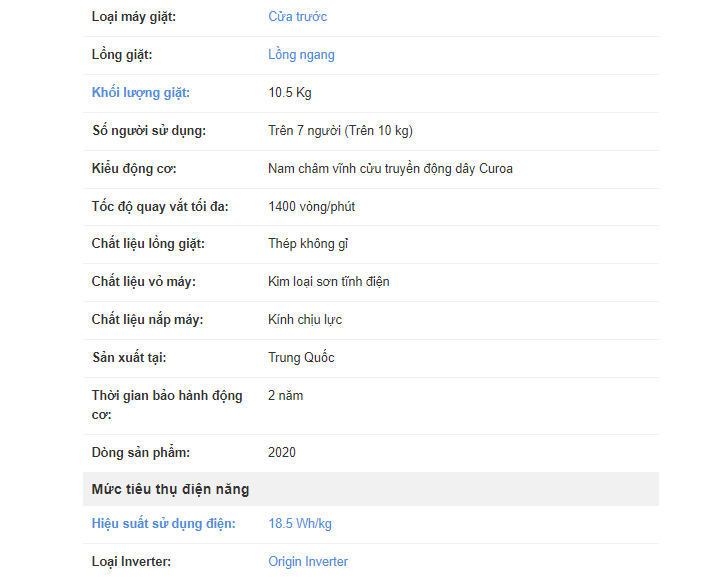 Loại máy giặt: Cửa trước
Lồng giặt: Lồng ngang
Khối lượng giặt: 10.5 Kg
Số người sử dụng: Trên 7 người (Trên 10 kg)
Kiểu động cơ: Nam châm vĩnh cửu truyền động dây Curoa
Tốc độ quay vắt tối đa: 1400 vòng/phút
Chất liệu lồng giặt: Thép không gỉ
Chất liệu vỏ máy: Kim loại sơn tĩnh điện
Chất liệu nắp máy: Kính chịu lực
Sản xuất tại: Trung Quốc
Thời gian bảo hành động 2 năm
cơ:
Dòng sản phẩm: 2020
Mức tiêu thụ điện năng
Hiệu suất sử dụng điện: 18.5 Wh/kg
Loại Inverter: Origin Inverter